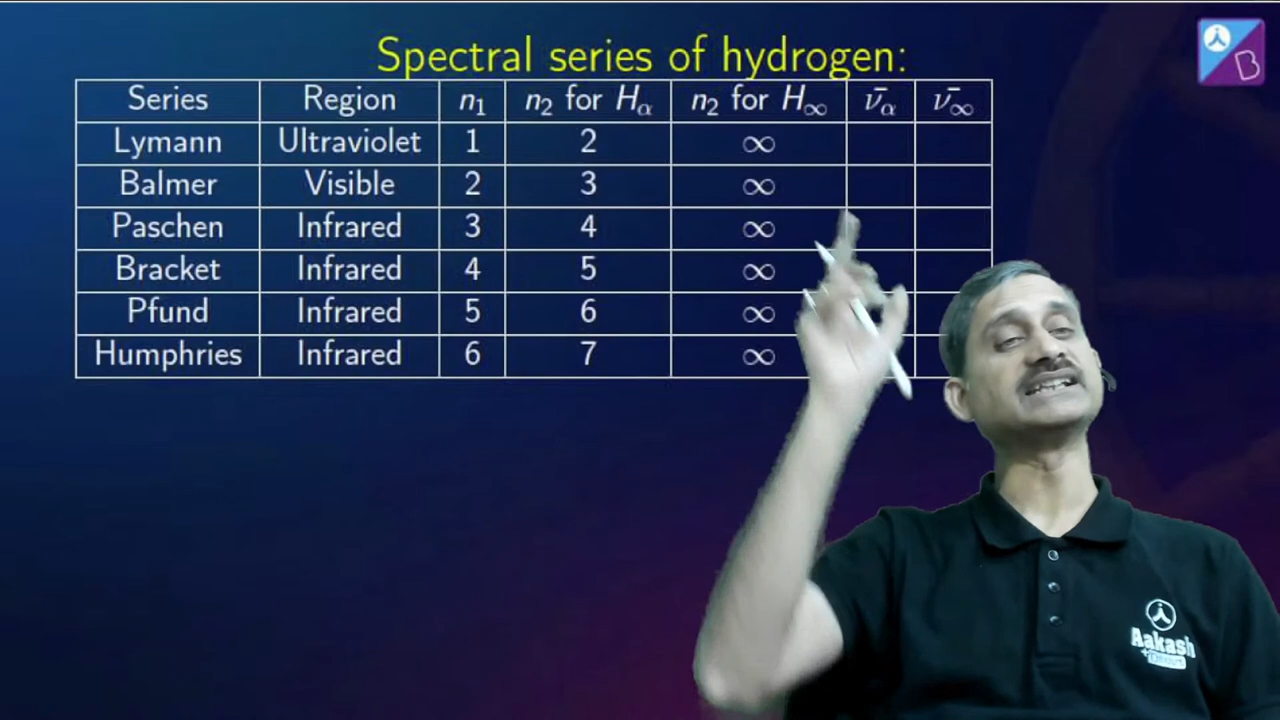 Spectral series of hydrogen:
Series Region n₁ n₂ for Hα n₂ for H∞ ν̄α ν̄∞
Lymann Ultraviolet 1 2 ∞
Balmer Visible 2 3 ∞
Paschen Infrared 3 4 ∞
Bracket Infrared 4 5 ∞
Pfund Infrared 5 6 ∞
Humphries Infrared 6 7 ∞
B
Aakash